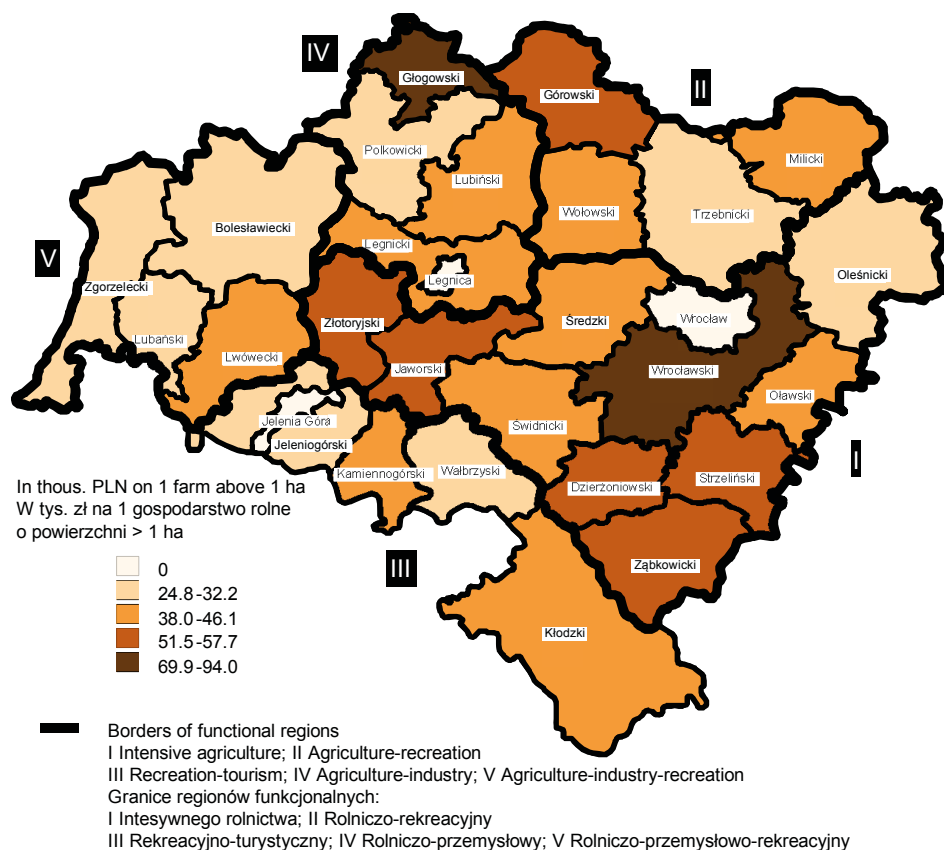 IV
Głogowski
Górowski
II
Polkowicki
Milicki
Lubiński
Wołowski
Trzebnicki
Bolesławiecki
Legnicki
V
Oleśnicki
Zgorzelecki
Legnica
Złotoryjski
Średzki
Wrocław
Lubański
Lwówecki
Jaworski
Wrocławski
Oławski
Jelenia Góra
Świdnicki
Jeleniogórski
I
Kamiennogórski
Wałbrzyski
Strzeliński
Dzierżoniowski
In thous. PLN on 1 farm above 1 ha
W tys. zł na 1 gospodarstwo rolne
o powierzchni > 1 ha
Ząbkowicki
III
0
24.8-32.2
38.0-46.1
51.5-57.7
69.9-94.0
Kłodzki
Borders of functional regions
I Intensive agriculture; II Agriculture-recreation
III Recreation-tourism; IV Agriculture-industry; V Agriculture-industry-recreation
Granice regionów funkcjonalnych:
I Intesywnego rolnictwa; II Rolniczo-rekreacyjny
III Rekreacyjno-turystyczny; IV Rolniczo-przemysłowy; V Rolniczo-przemysłowo-rekreacyjny